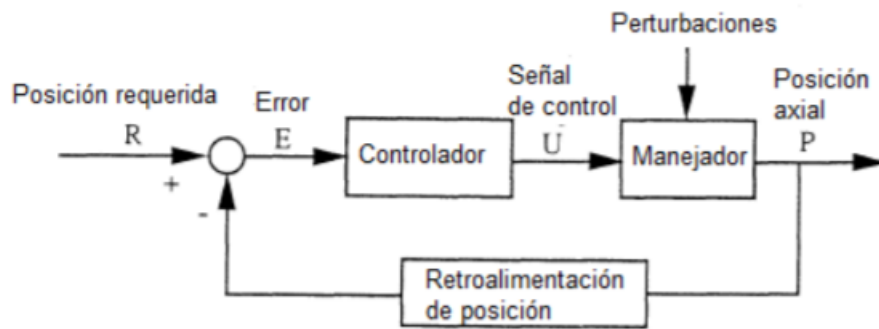 Perturbaciones
Posición requerida
R
+
-
Error
E
Controlador
Señal
de control
U
Manejador
Posición
axial
P
Retroalimentación
de posición